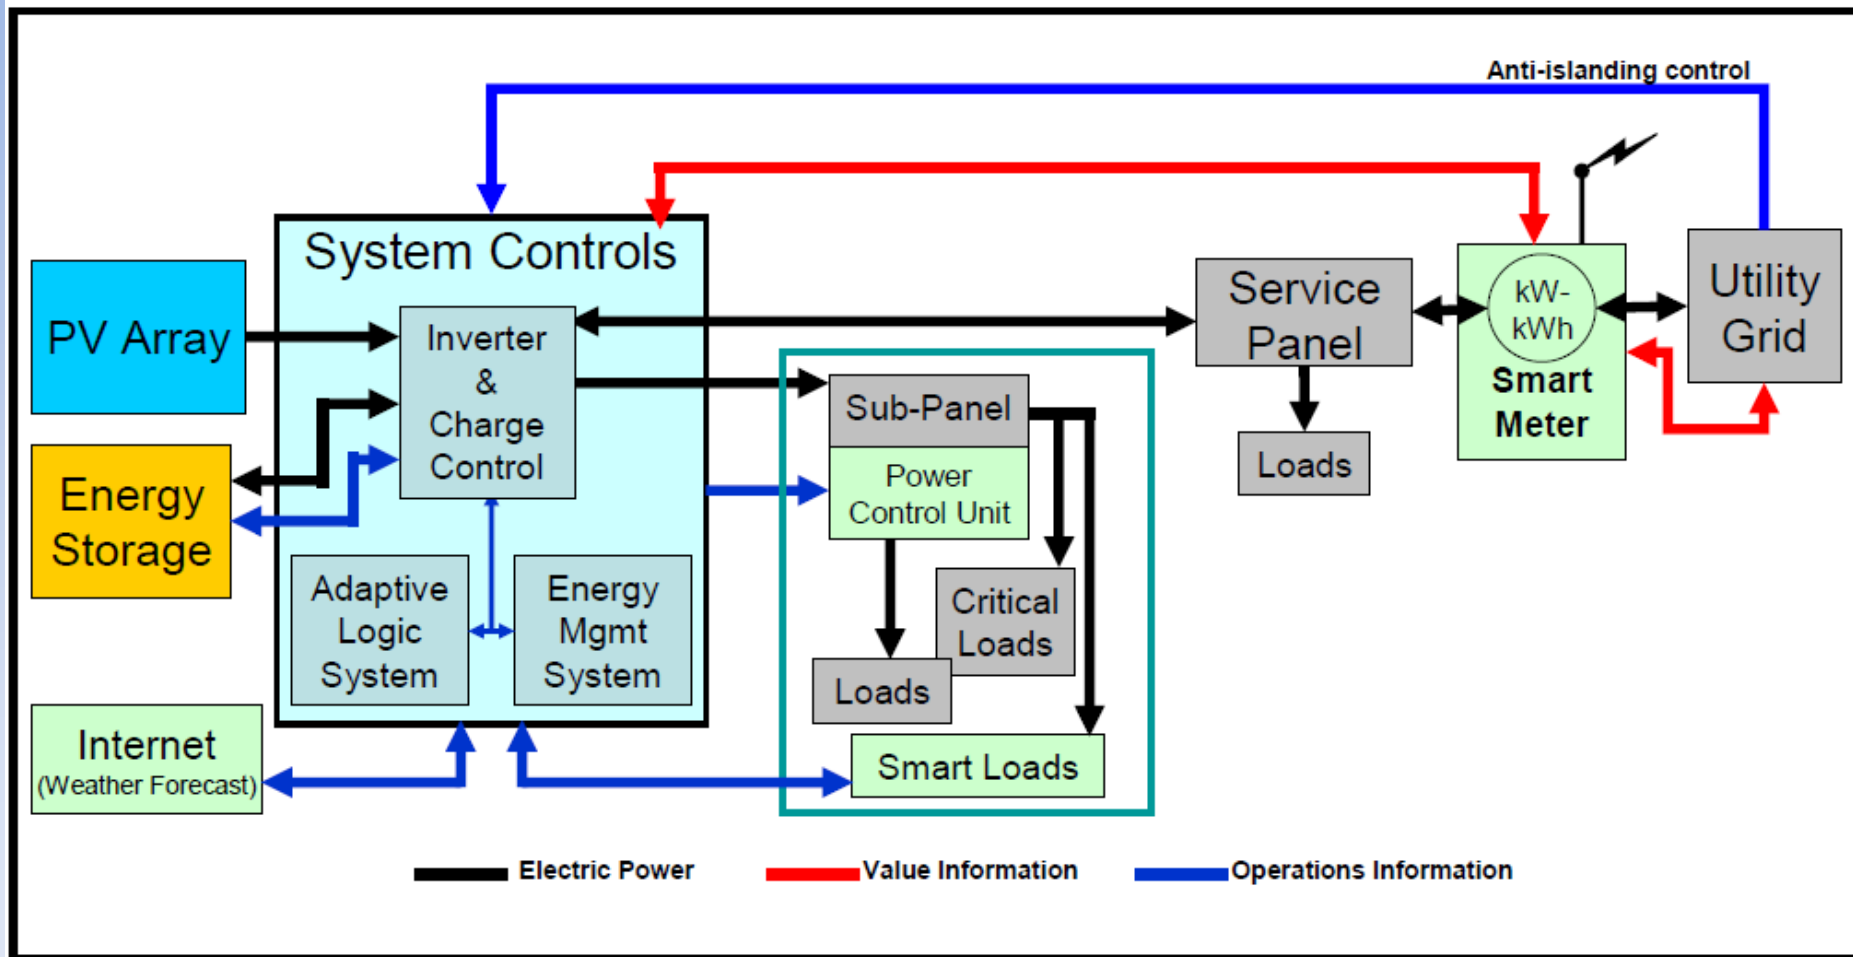 Anti-islanding control
System Controls
PV Array
Inverter
&
Charge
Control
Energy
Storage
Adaptive
Logic
System
Energy
Mgmt
System
Internet
(Weather Forecast)
Sub-Panel
Power
Control Unit
Critical
Loads
Loads
Smart Loads
Service
Panel
Loads
kW-
kWh
Smart
Meter
Utility
Grid
Electric Power
Value Information
Operations Information